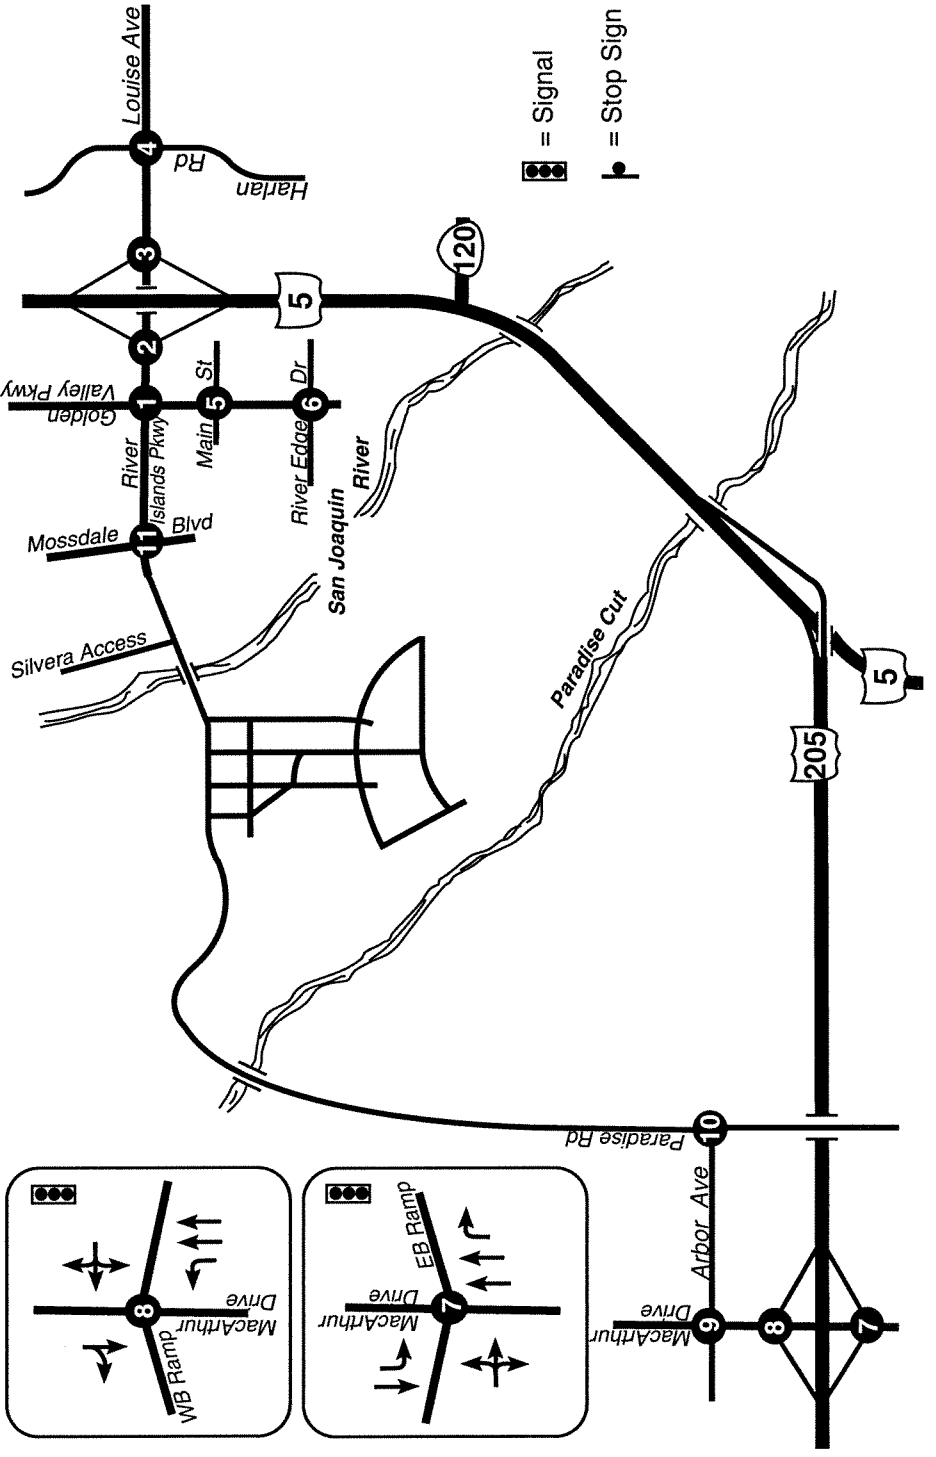 Louise Ave
4
Harlan
Rd
3
2
Golden
Valley Pkwy
1
River
Islands Pkwy
Main
5
St
River Edge
6
Dr
5
120
= Signal
= Stop Sign
Mossdale
11
Blvd
Silvera Access
San Joaquin
River
Paradise Cut
5
205
Paradise Rd
10
Arbor Ave
MacArthur
Drive
9
8
7
WB Ramp
8
MacArthur
Drive
EB Ramp
7
MacArthur
Drive